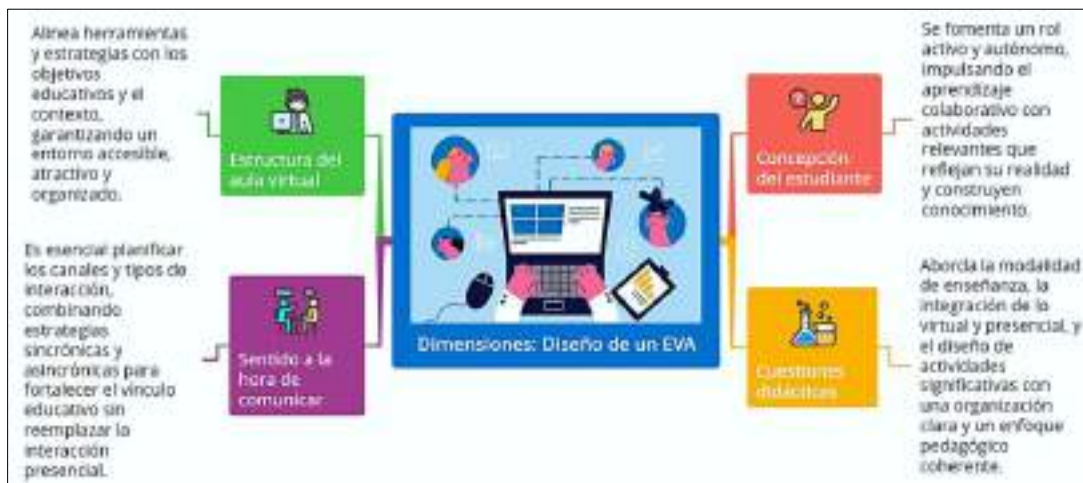 Alinea herramientas
y estrategias con los
objetivos
educativos y el
contexto,
garantizando un
entorno accesible,
atractivo y
organizado.
Estructura del
aula virtual
Es esencial planificar
los canales y tipos de
interacción,
combinando
estrategias
sincrónicas y
asincrónicas para
fortalecer el vínculo
educativo sin
reemplazar la
interacción
presencial.
Sentido a la
hora de
comunicar
Dimensiones: Diseño de un EVA
Concepción
del estudiante
Se fomenta un rol
activo y autónomo,
impulsando el
aprendizaje
colaborativo con
actividades
relevantes que
reflejan su realidad
y construyen
conocimiento.
Cuestiones
didácticas
Aborda la modalidad
de enseñanza, la
integración de lo
virtual y presencial, y
el diseño de
actividades
significativas con
una organización
clara y un enfoque
pedagógico
coherente.